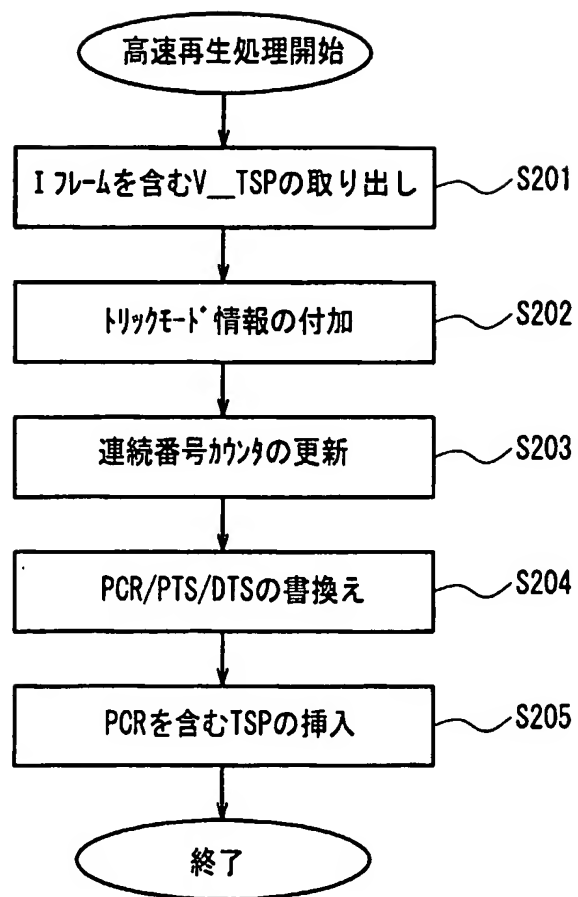 高速再生処理開始
I ﾌﾚｰﾑを含むV__TSPの取り出し
S201
ﾄﾘｯｸﾓｰﾄﾞ情報の付加
S202
連続番号ｶｳﾝﾀの更新
S203
PCR/PTS/DTSの書換え
S204
PCRを含むTSPの挿入
S205
終了